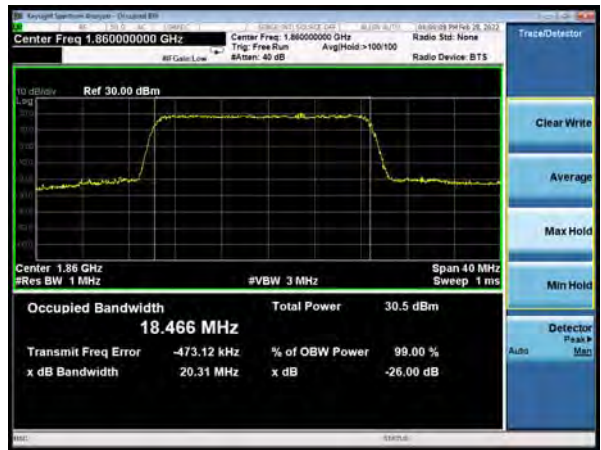 Keysight Spectrum Analyzer - Occupied BW
Center Freq 1.860000000 GHz
Center Freq: 1.860000000 GHz
Trig: Free Run
Avg|Hold:>100/100
#IFGain:Low
#Atten: 40 dB
Radio Std: None
Radio Device: BTS
Trace/Detector
10 dB/div
Ref 30.00 dBm
Log
Clear Write
Average
Max Hold
Min Hold
Detector
Peak▶
Auto
Man
Center 1.86 GHz
Span 40 MHz
#Res BW 1 MHz
#VBW 3 MHz
Sweep 1 ms
Occupied Bandwidth
18.466 MHz
Total Power
30.5 dBm
Transmit Freq Error
-473.12 kHz
% of OBW Power
99.00 %
x dB Bandwidth
20.31 MHz
x dB
-26.00 dB
MSG
STATUS